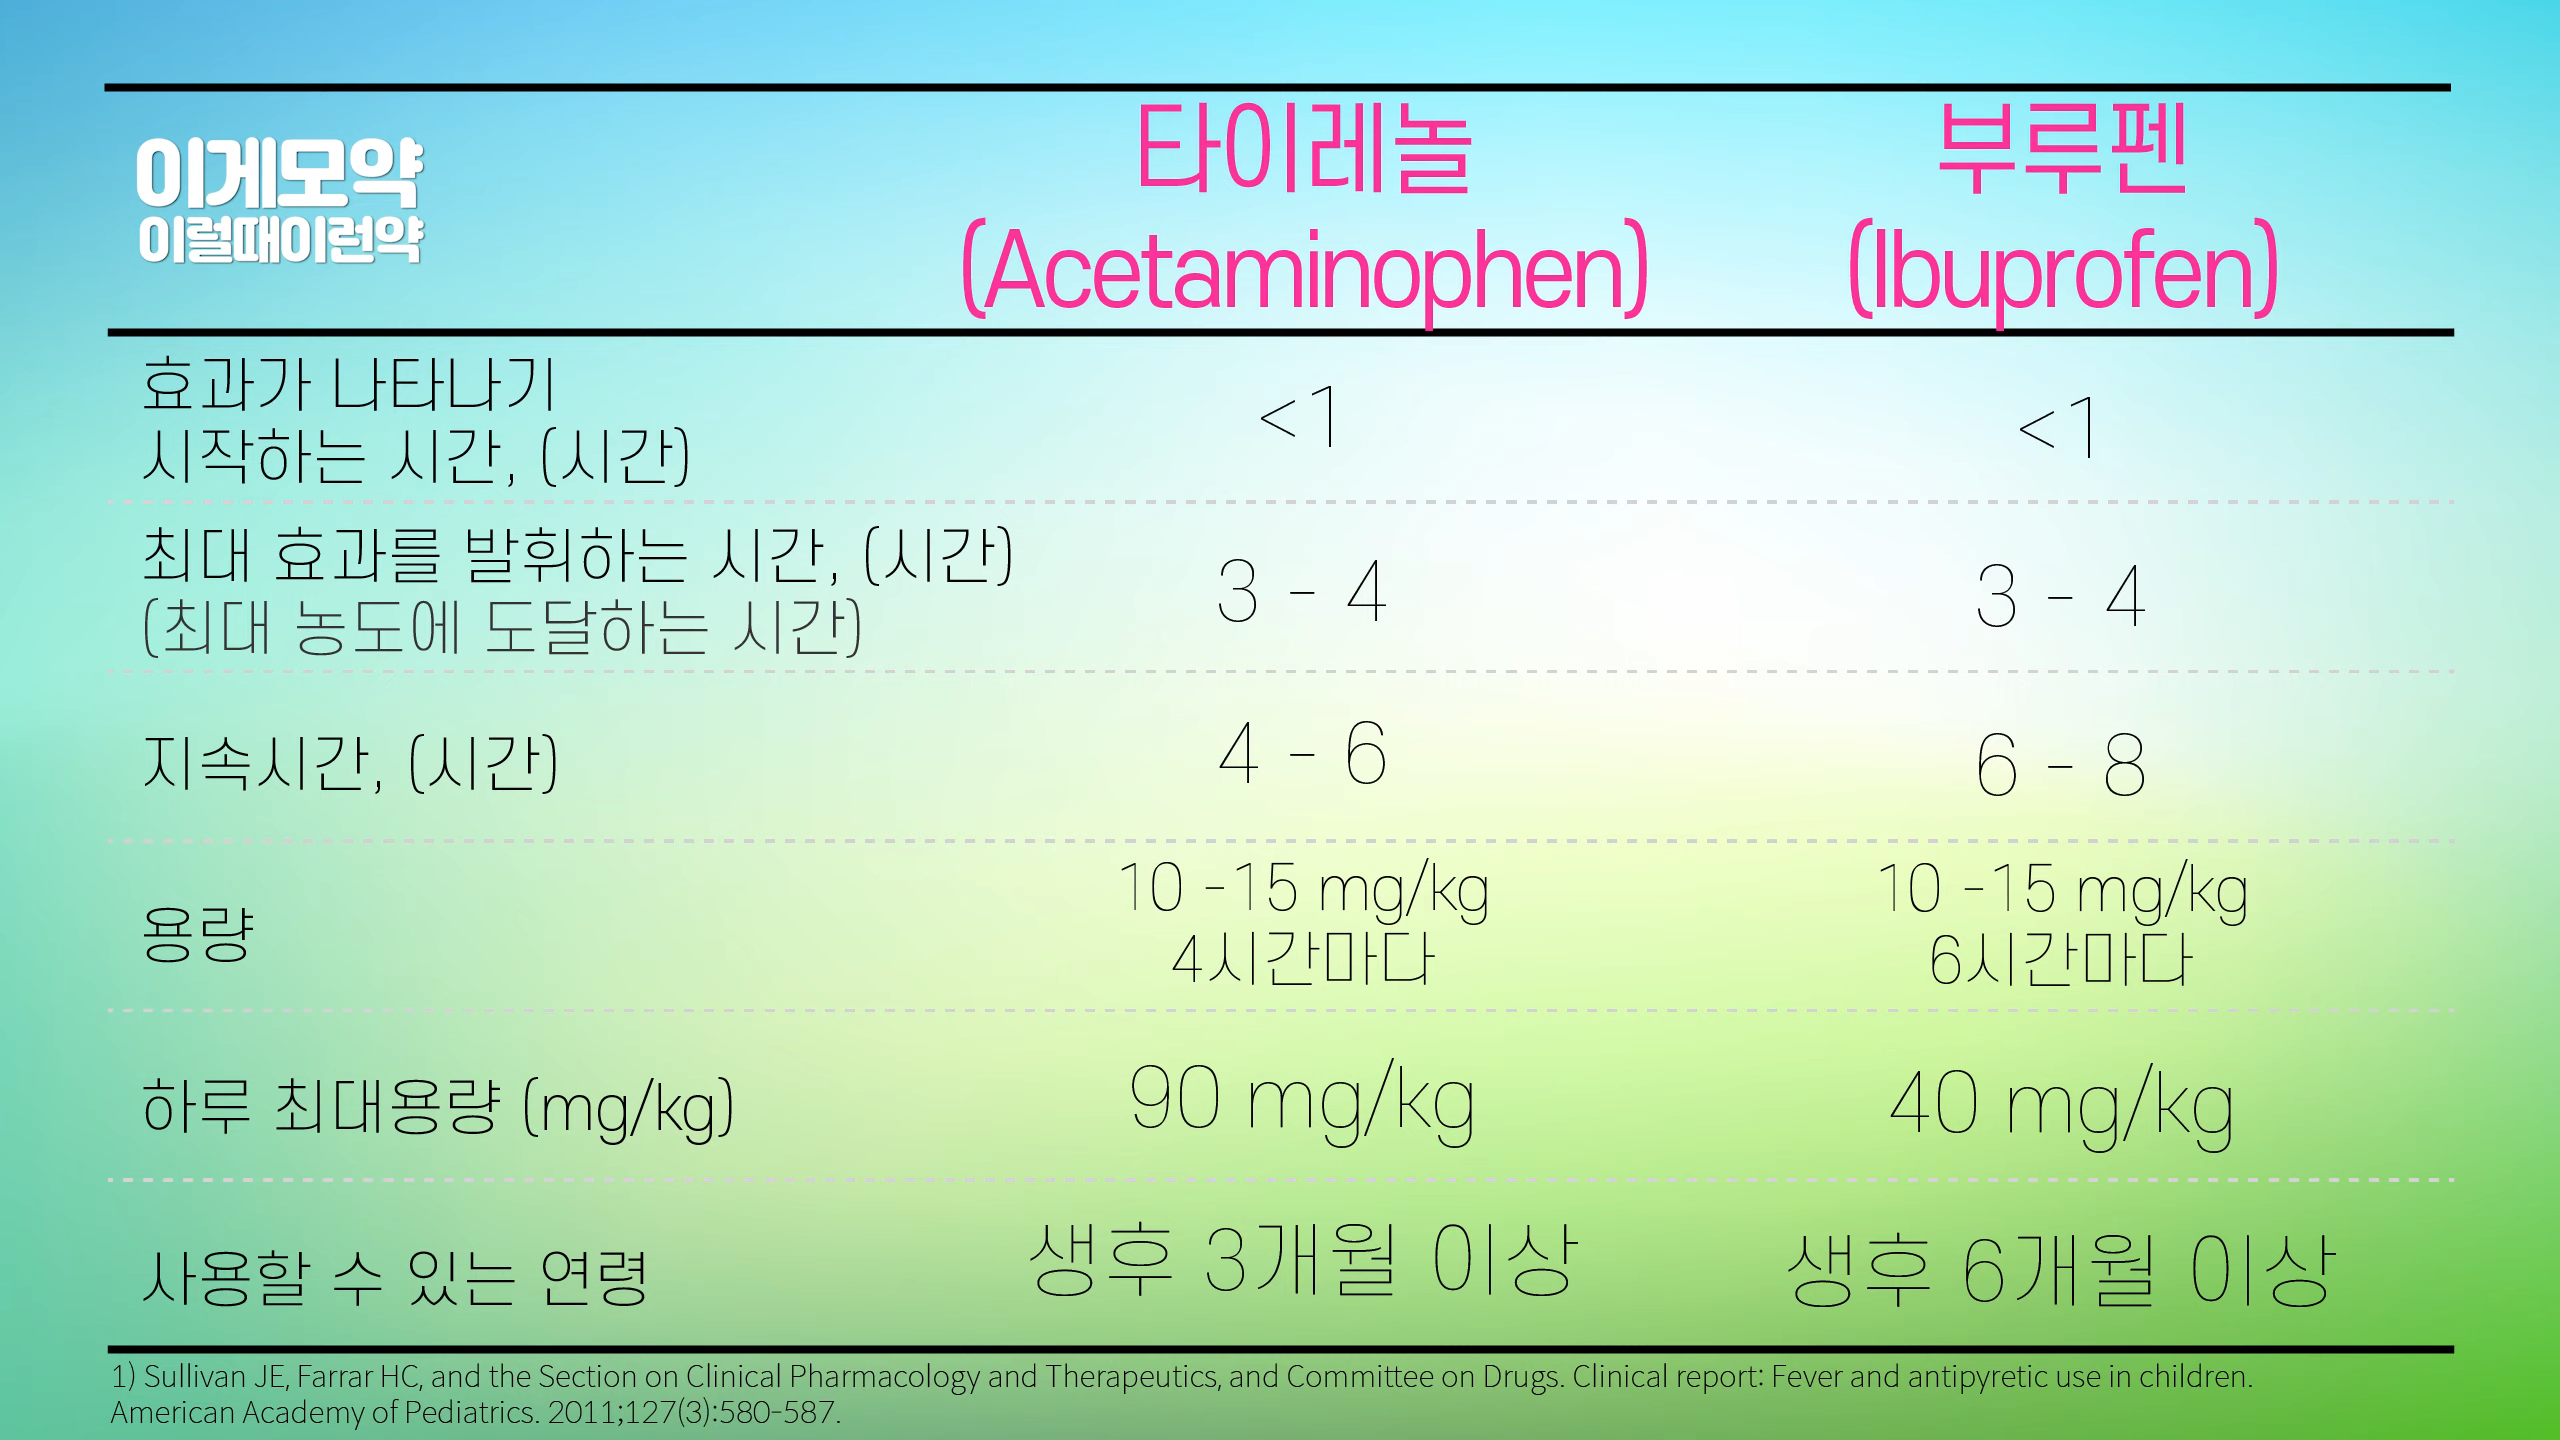 이게모약
이럴때이런약
타이레놀
(Acetaminophen)
부루펜
(Ibuprofen)
효과가 나타나기
시작하는 시간, (시간)
<1
<1
최대 효과를 발휘하는 시간, (시간)
(최대 농도에 도달하는 시간)
3 - 4
3 - 4
지속시간, (시간)
4 - 6
6 - 8
용량
10 -15 mg/kg
4시간마다
10 -15 mg/kg
6시간마다
하루 최대용량 (mg/kg)
90 mg/kg
40 mg/kg
사용할 수 있는 연령
생후 3개월 이상
생후 6개월 이상
1) Sullivan JE, Farrar HC, and the Section on Clinical Pharmacology and Therapeutics, and Committee on Drugs. Clinical report: Fever and antipyretic use in children.
American Academy of Pediatrics. 2011;127(3):580-587.